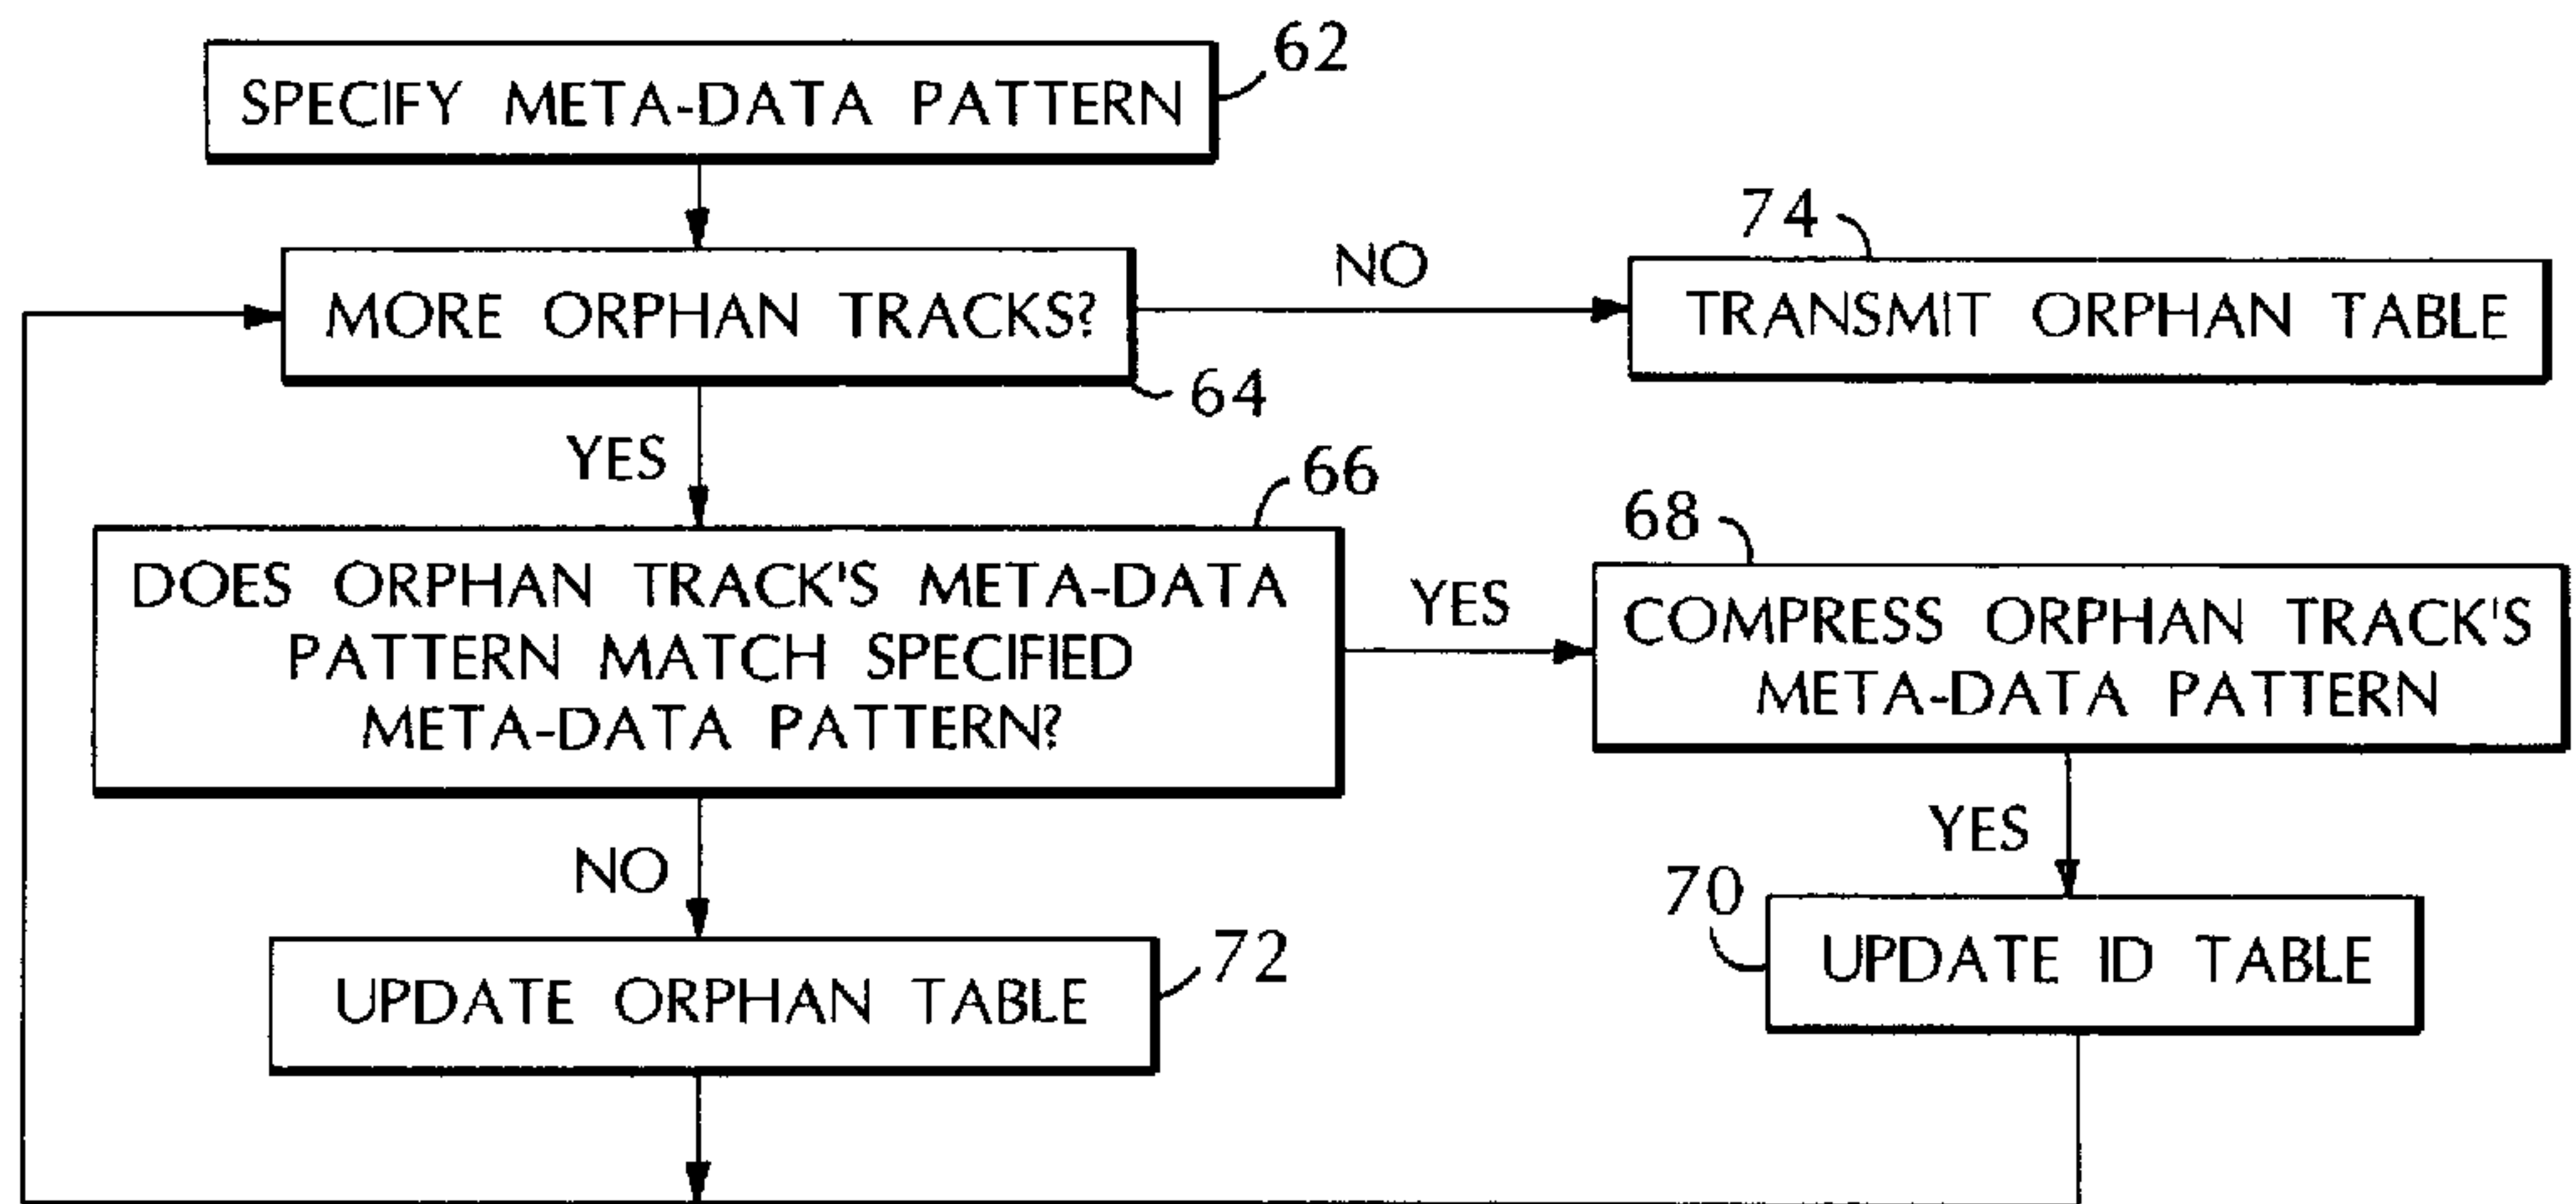 62
SPECIFY META-DATA PATTERN
74
NO
MORE ORPHAN TRACKS?
TRANSMIT ORPHAN TABLE
64
YES
66
68
DOES ORPHAN TRACK'S META-DATA
PATTERN MATCH SPECIFIED
META-DATA PATTERN?
YES
COMPRESS ORPHAN TRACK'S
META-DATA PATTERN
YES
NO
70
72
UPDATE ORPHAN TABLE
UPDATE ID TABLE